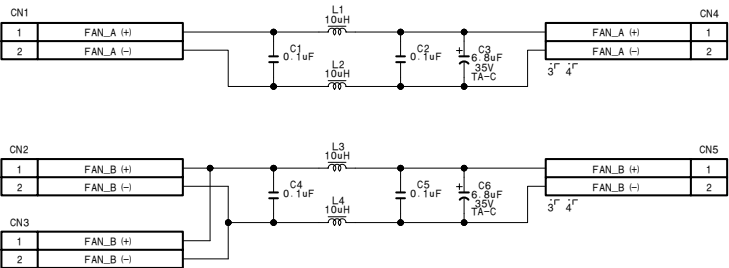 CN1
1 FAN_A (+)
2 FAN_A (-)
L1
10uH
C1
0.1uF
L2
10uH
C2
0.1uF
+ C3
6.8uF
35V
TA-C
CN4
FAN_A (+) 1
FAN_A (-) 2
3 4
CN2
1 FAN_B (+)
2 FAN_B (-)
CN3
1 FAN_B (+)
2 FAN_B (-)
L3
10uH
C4
0.1uF
L4
10uH
C5
0.1uF
+ C6
6.8uF
35V
TA-C
CN5
FAN_B (+) 1
FAN_B (-) 2
3 4